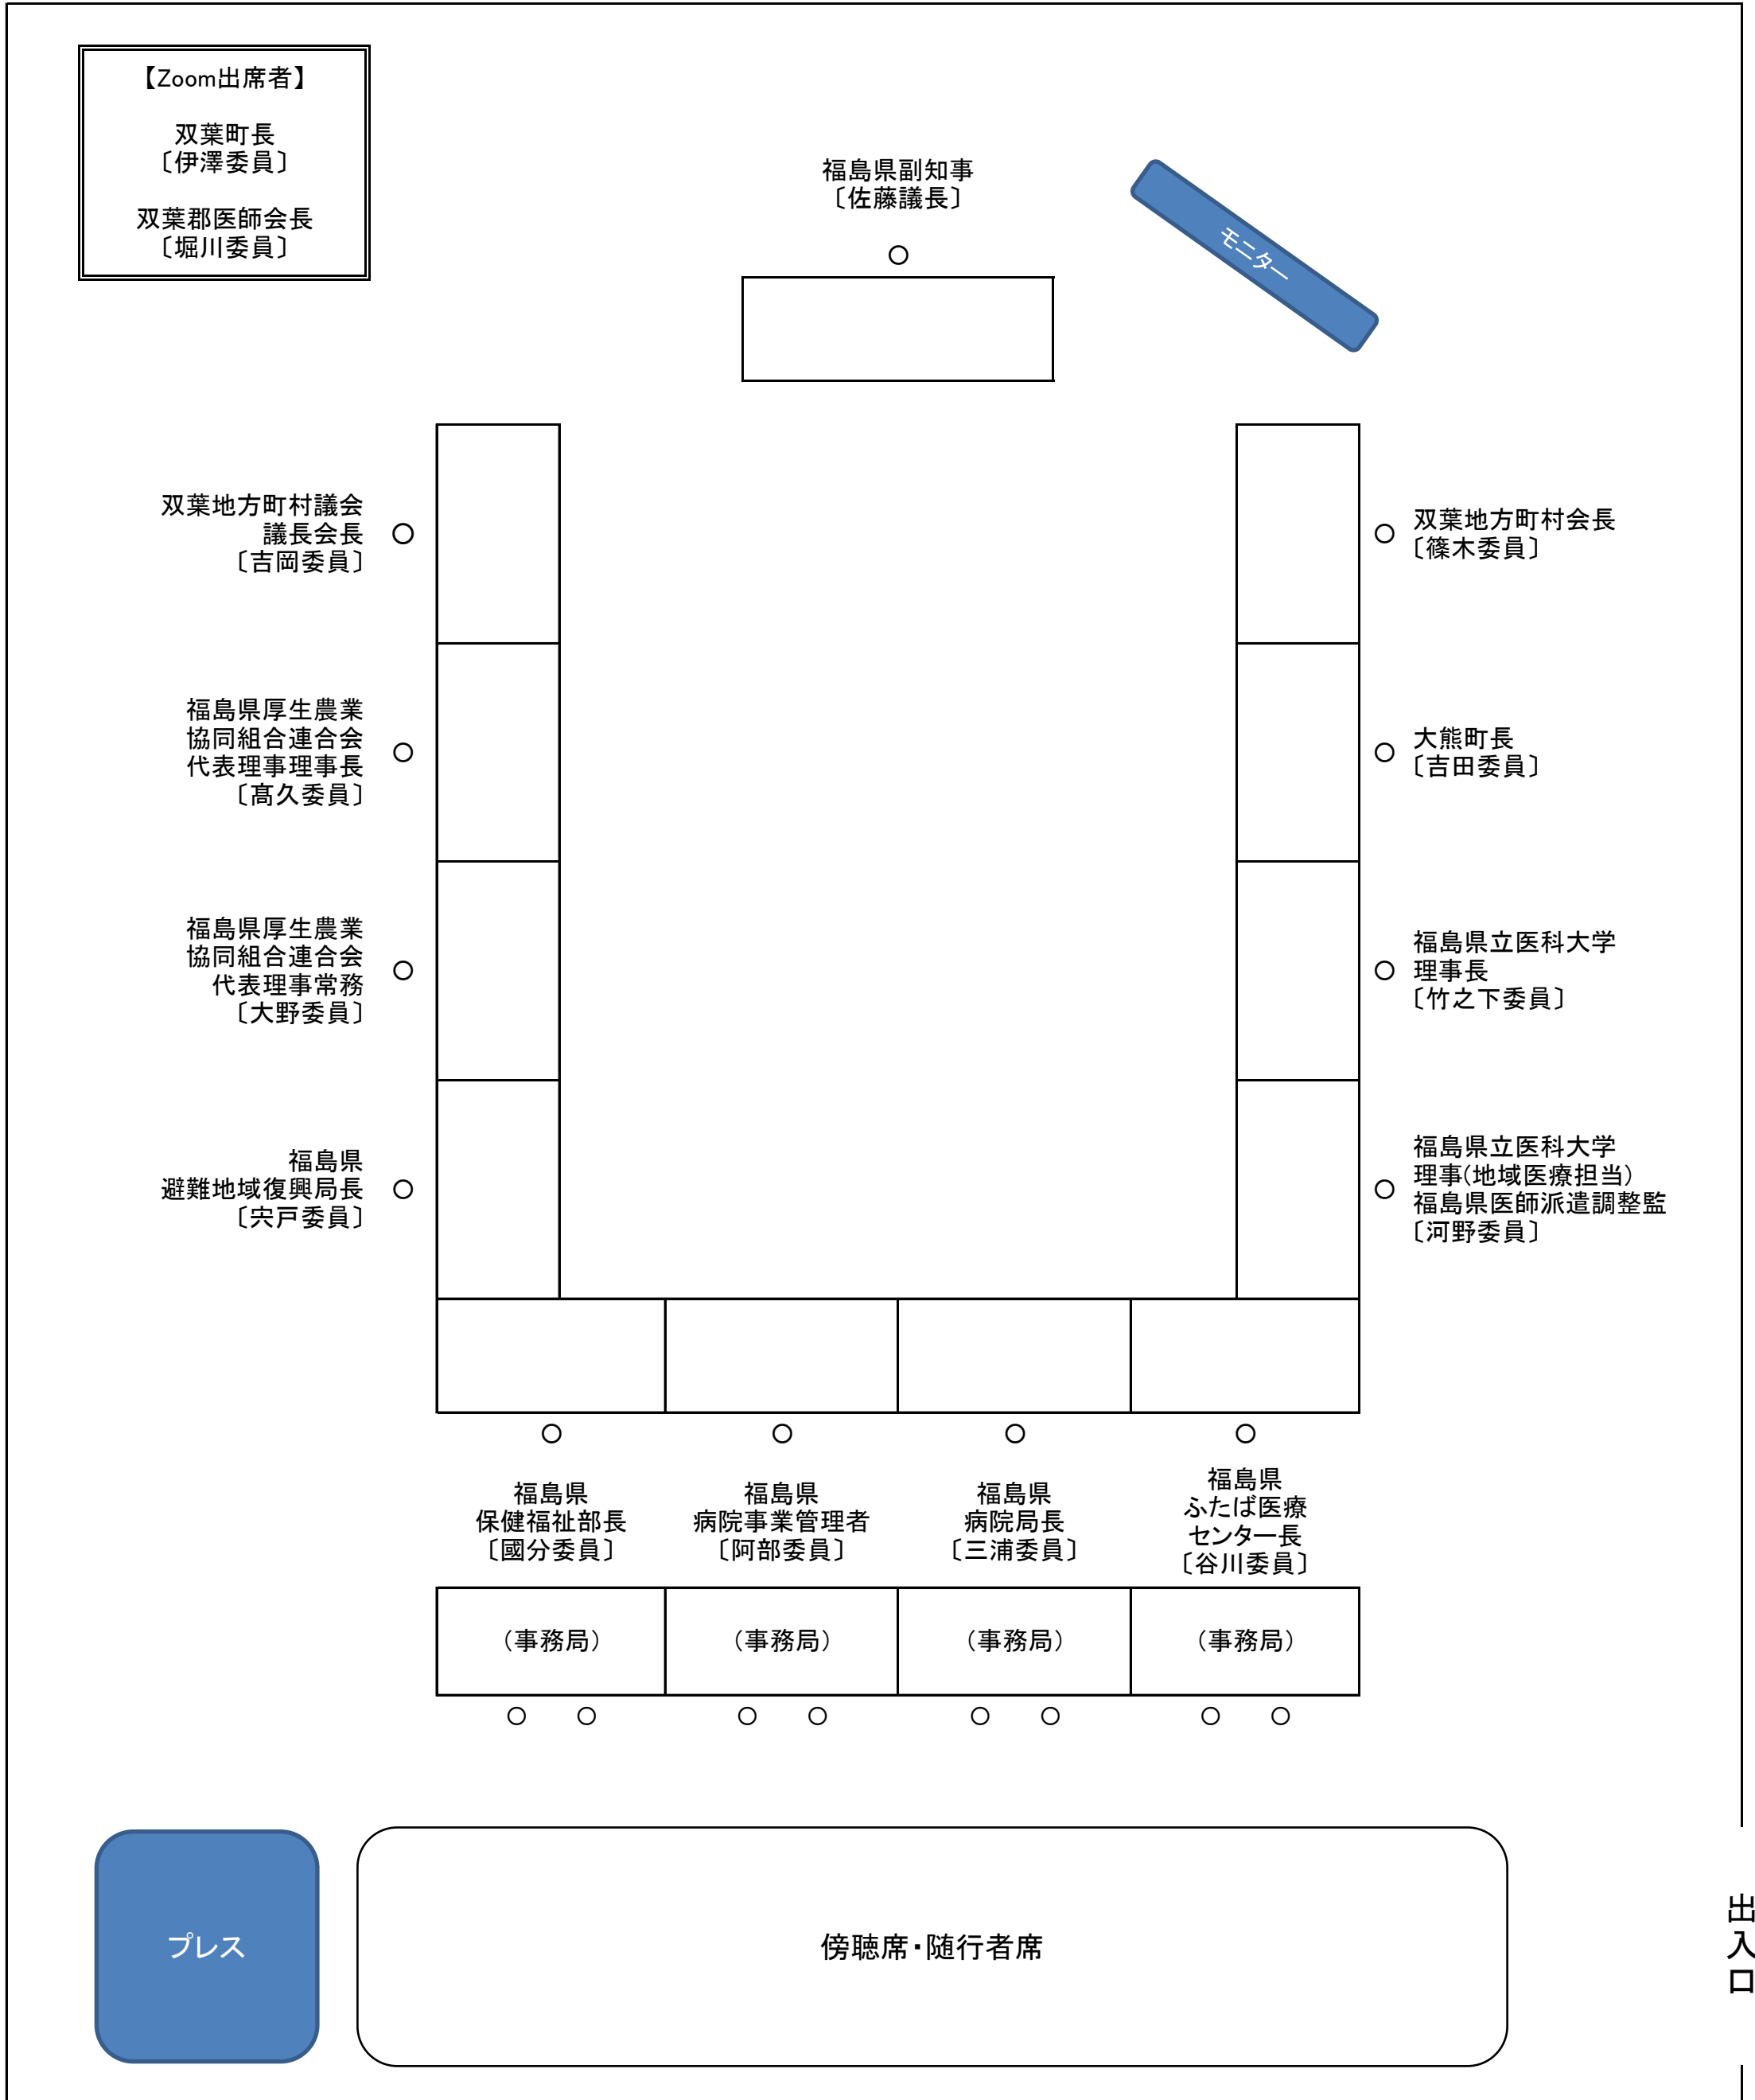 【Zoom出席者】
双葉町長
〔伊澤委員〕
双葉郡医師会長
〔堀川委員〕
福島県副知事
〔佐藤議長〕
モニター
双葉地方町村議会
議長会長
〔吉岡委員〕
双葉地方町村会長
〔篠木委員〕
福島県厚生農業
協同組合連合会
代表理事理事長
〔髙久委員〕
大熊町長
〔吉田委員〕
福島県厚生農業
協同組合連合会
代表理事常務
〔大野委員〕
福島県立医科大学
理事長
〔竹之下委員〕
福島県
避難地域復興局長
〔宍戸委員〕
福島県立医科大学
理事(地域医療担当)
福島県医師派遣調整監
〔河野委員〕
福島県
保健福祉部長
〔國分委員〕
福島県
病院事業管理者
〔阿部委員〕
福島県
病院局長
〔三浦委員〕
福島県
ふたば医療
センター長
〔谷川委員〕
（事務局）
（事務局）
（事務局）
（事務局）
プレス
傍聴席・随行者席
出入口